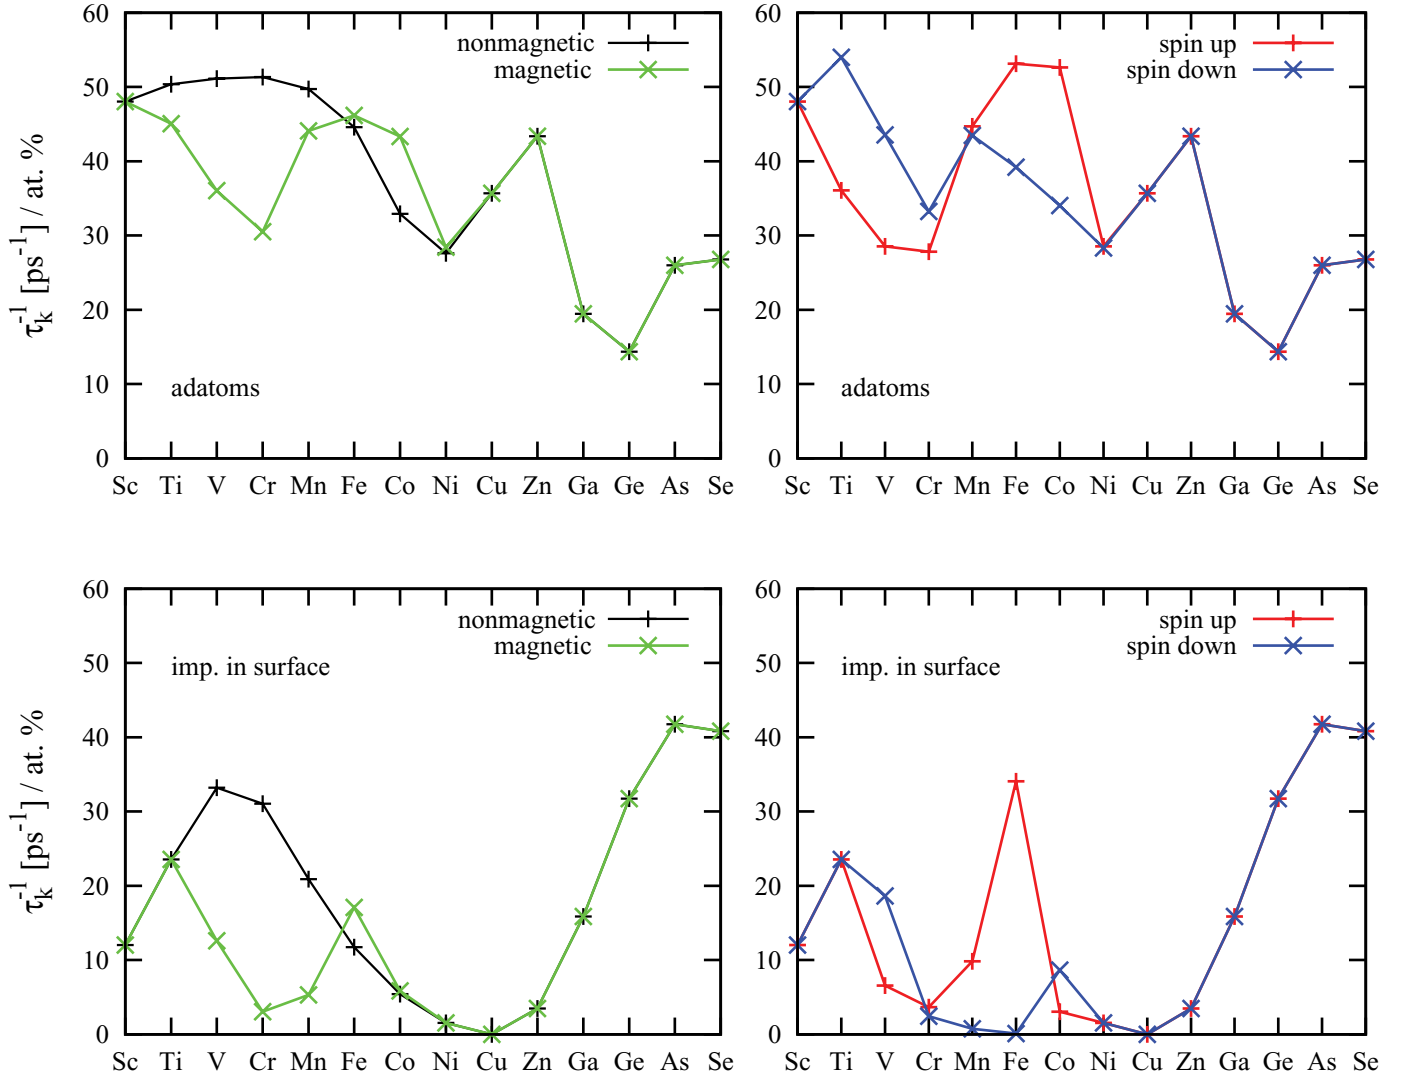 60
50
40
30
20
10
0
τk-1 [ps-1] / at. %
nonmagnetic
magnetic
adatoms
Sc Ti V Cr Mn Fe Co Ni Cu Zn Ga Ge As Se
60
50
40
30
20
10
0
spin up
spin down
adatoms
Sc Ti V Cr Mn Fe Co Ni Cu Zn Ga Ge As Se
60
50
40
30
20
10
0
τk-1 [ps-1] / at. %
nonmagnetic
magnetic
imp. in surface
Sc Ti V Cr Mn Fe Co Ni Cu Zn Ga Ge As Se
60
50
40
30
20
10
0
spin up
spin down
imp. in surface
Sc Ti V Cr Mn Fe Co Ni Cu Zn Ga Ge As Se